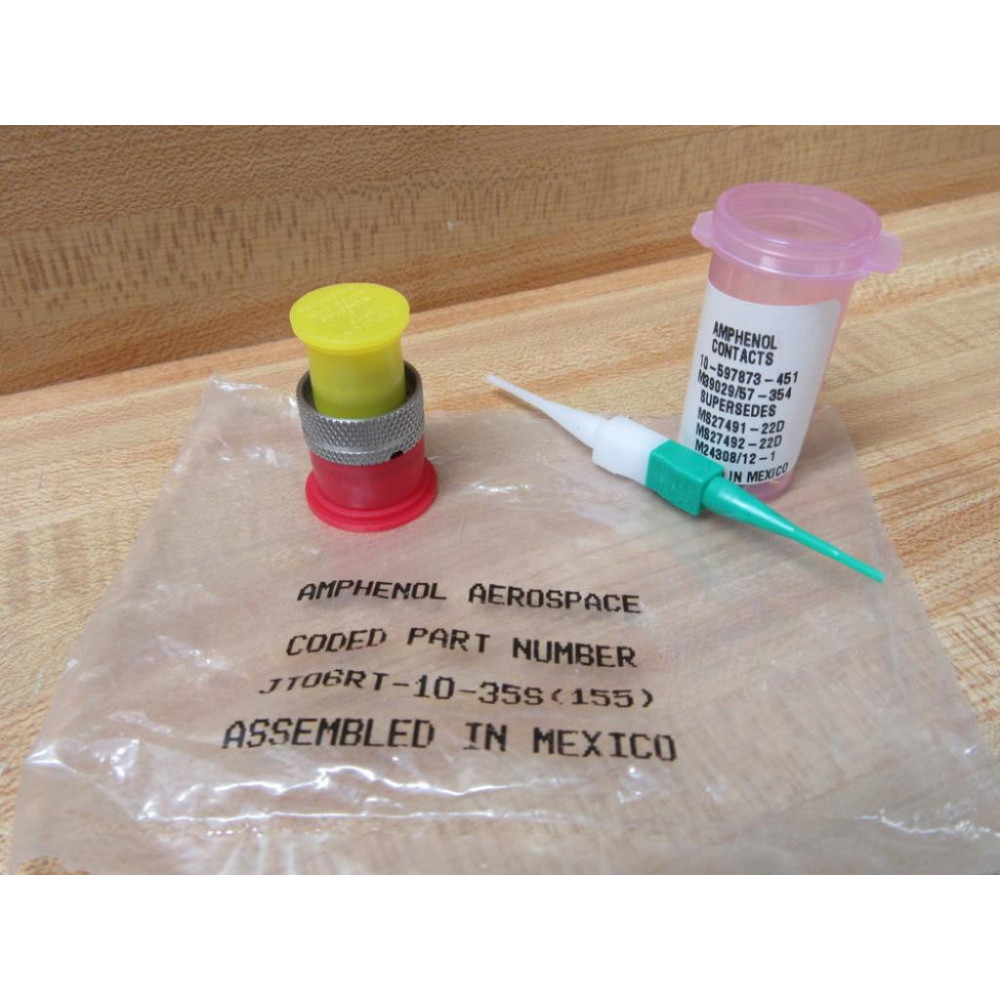 AMPHENOL
CONTACTS
10-597873-451
M39029/57-354
SUPERSEDES
MS27491-22D
MS27492-22D
M24308/12-1
IN MEXICO
AMPHENOL AEROSPACE
CODED PART NUMBER
JT06RT-10-35S(155)
ASSEMBLED IN MEXICO